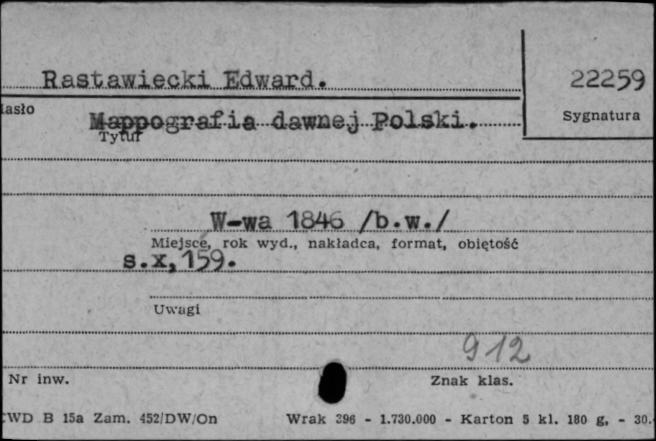 Rastawiecki Edward.
22259
asło
Mappografia dawnej Polski.
Sygnatura
Tytuł
W-wa 1846 /b.w./
Miejsce, rok wyd., nakładca, format, obiętość
s.x,159.
Uwagi
912
Nr inw.
Znak klas.
WD B 15a Zam. 452/DW/On Wrak 396 - 1.730.000 - Karton 5 kl. 180 g, - 30.